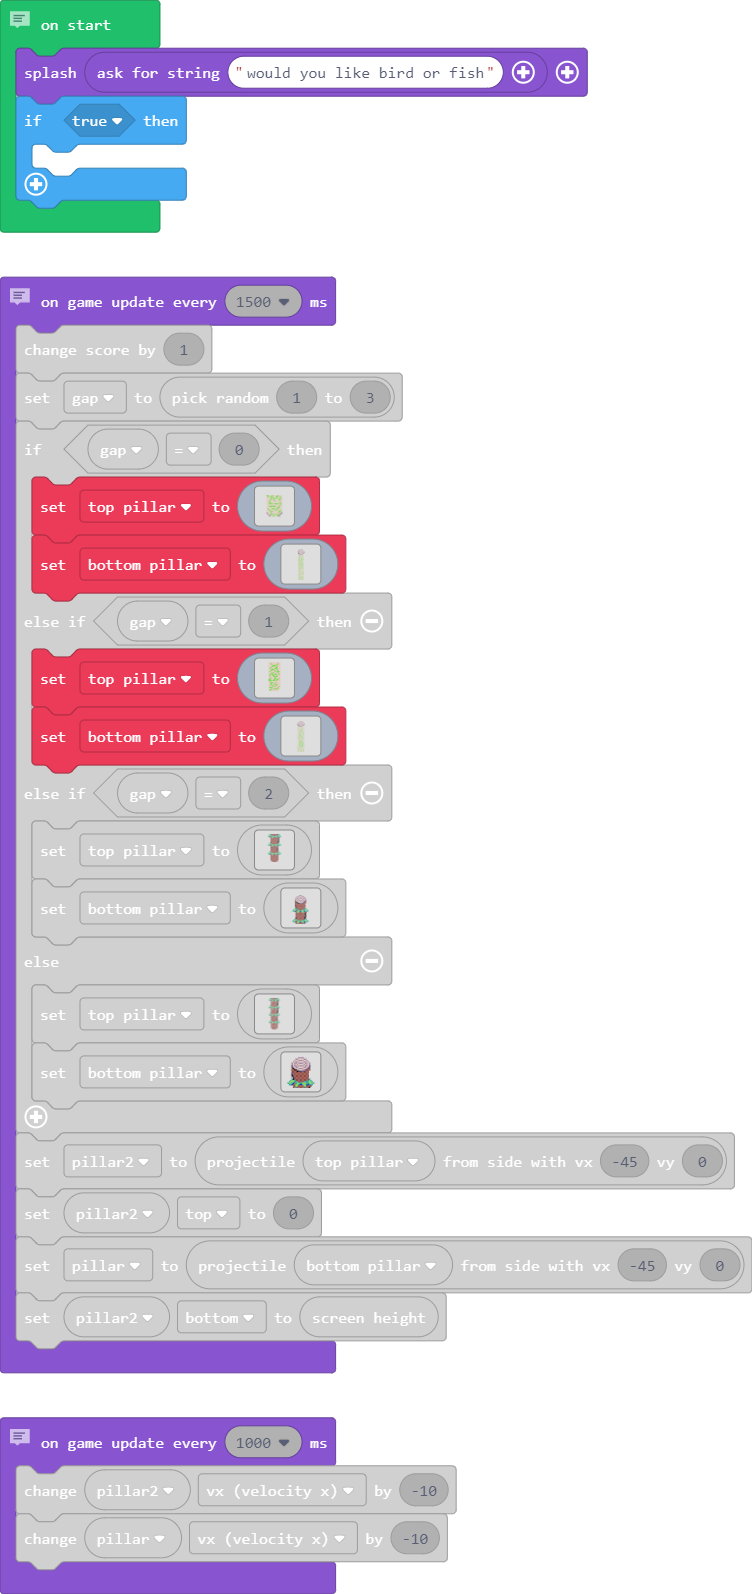 on start
splash ask for string "would you like bird or fish"
if true then
on game update every 1500 ms
change score by 1
set gap to pick random 1 to 3
if gap = 0 then
set top pillar to
set bottom pillar to
else if gap = 1 then
set top pillar to
set bottom pillar to
else if gap = 2 then
set top pillar to
set bottom pillar to
else
set top pillar to
set bottom pillar to
set pillar2 to projectile top pillar from side with vx -45 vy 0
set pillar2 top to 0
set pillar to projectile bottom pillar from side with vx -45 vy 0
set pillar2 bottom to screen height
on game update every 1000 ms
change pillar2 vx (velocity x) by -10
change pillar vx (velocity x) by -10